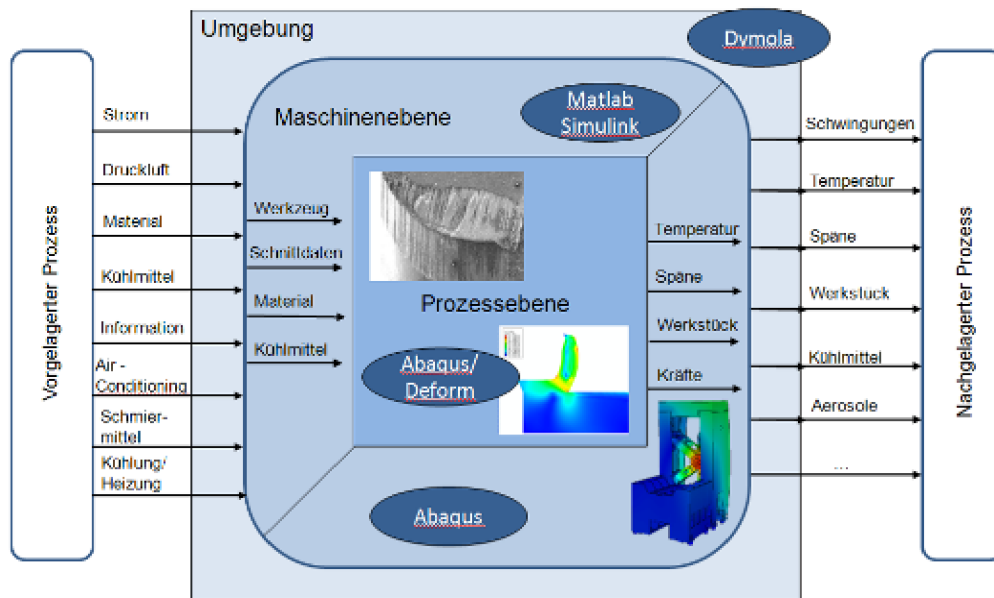 Umgebung
Dymola
Maschinenebene
Matlab
Simulink
Vorgelagerter Prozess
Strom
Druckluft
Material
Kühlmittel
Information
Air -
Conditioning
Schmier-
mittel
Kühlung/
Heizung
Werkzeug
Schnittdaten
Material
Kühlmittel
Prozessebene
Abaqus/
Deform
Abaqus
Temperatur
Späne
Werkstück
Kräfte
Schwingungen
Temperatur
Späne
Werkstuck
Kühlmittel
Aerosole
...
Nachgelagerter Prozess